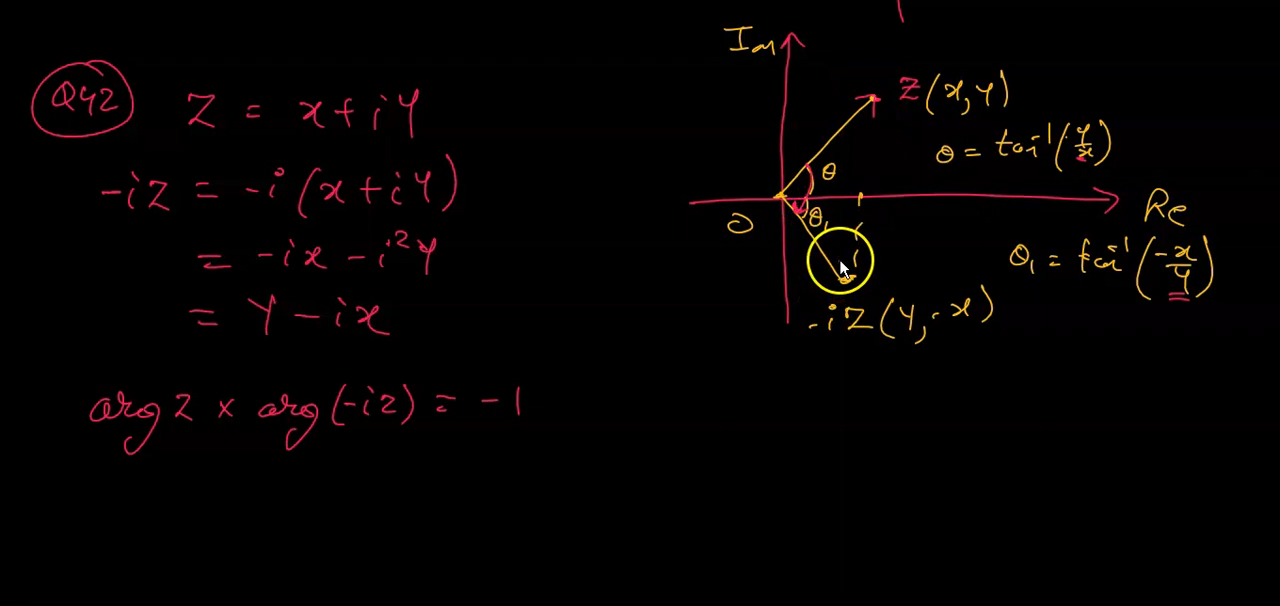 Q42
Z = x + iy
-iZ = -i(x + iy)
= -ix - i²y
= y - ix
arg Z × arg(-iz) = -1
Im
Z(x, y)
θ = tan⁻¹(y/x)
θ
O
θ₁
Re
θ₁ = tan⁻¹(-x/y)
-iZ(y, -x)